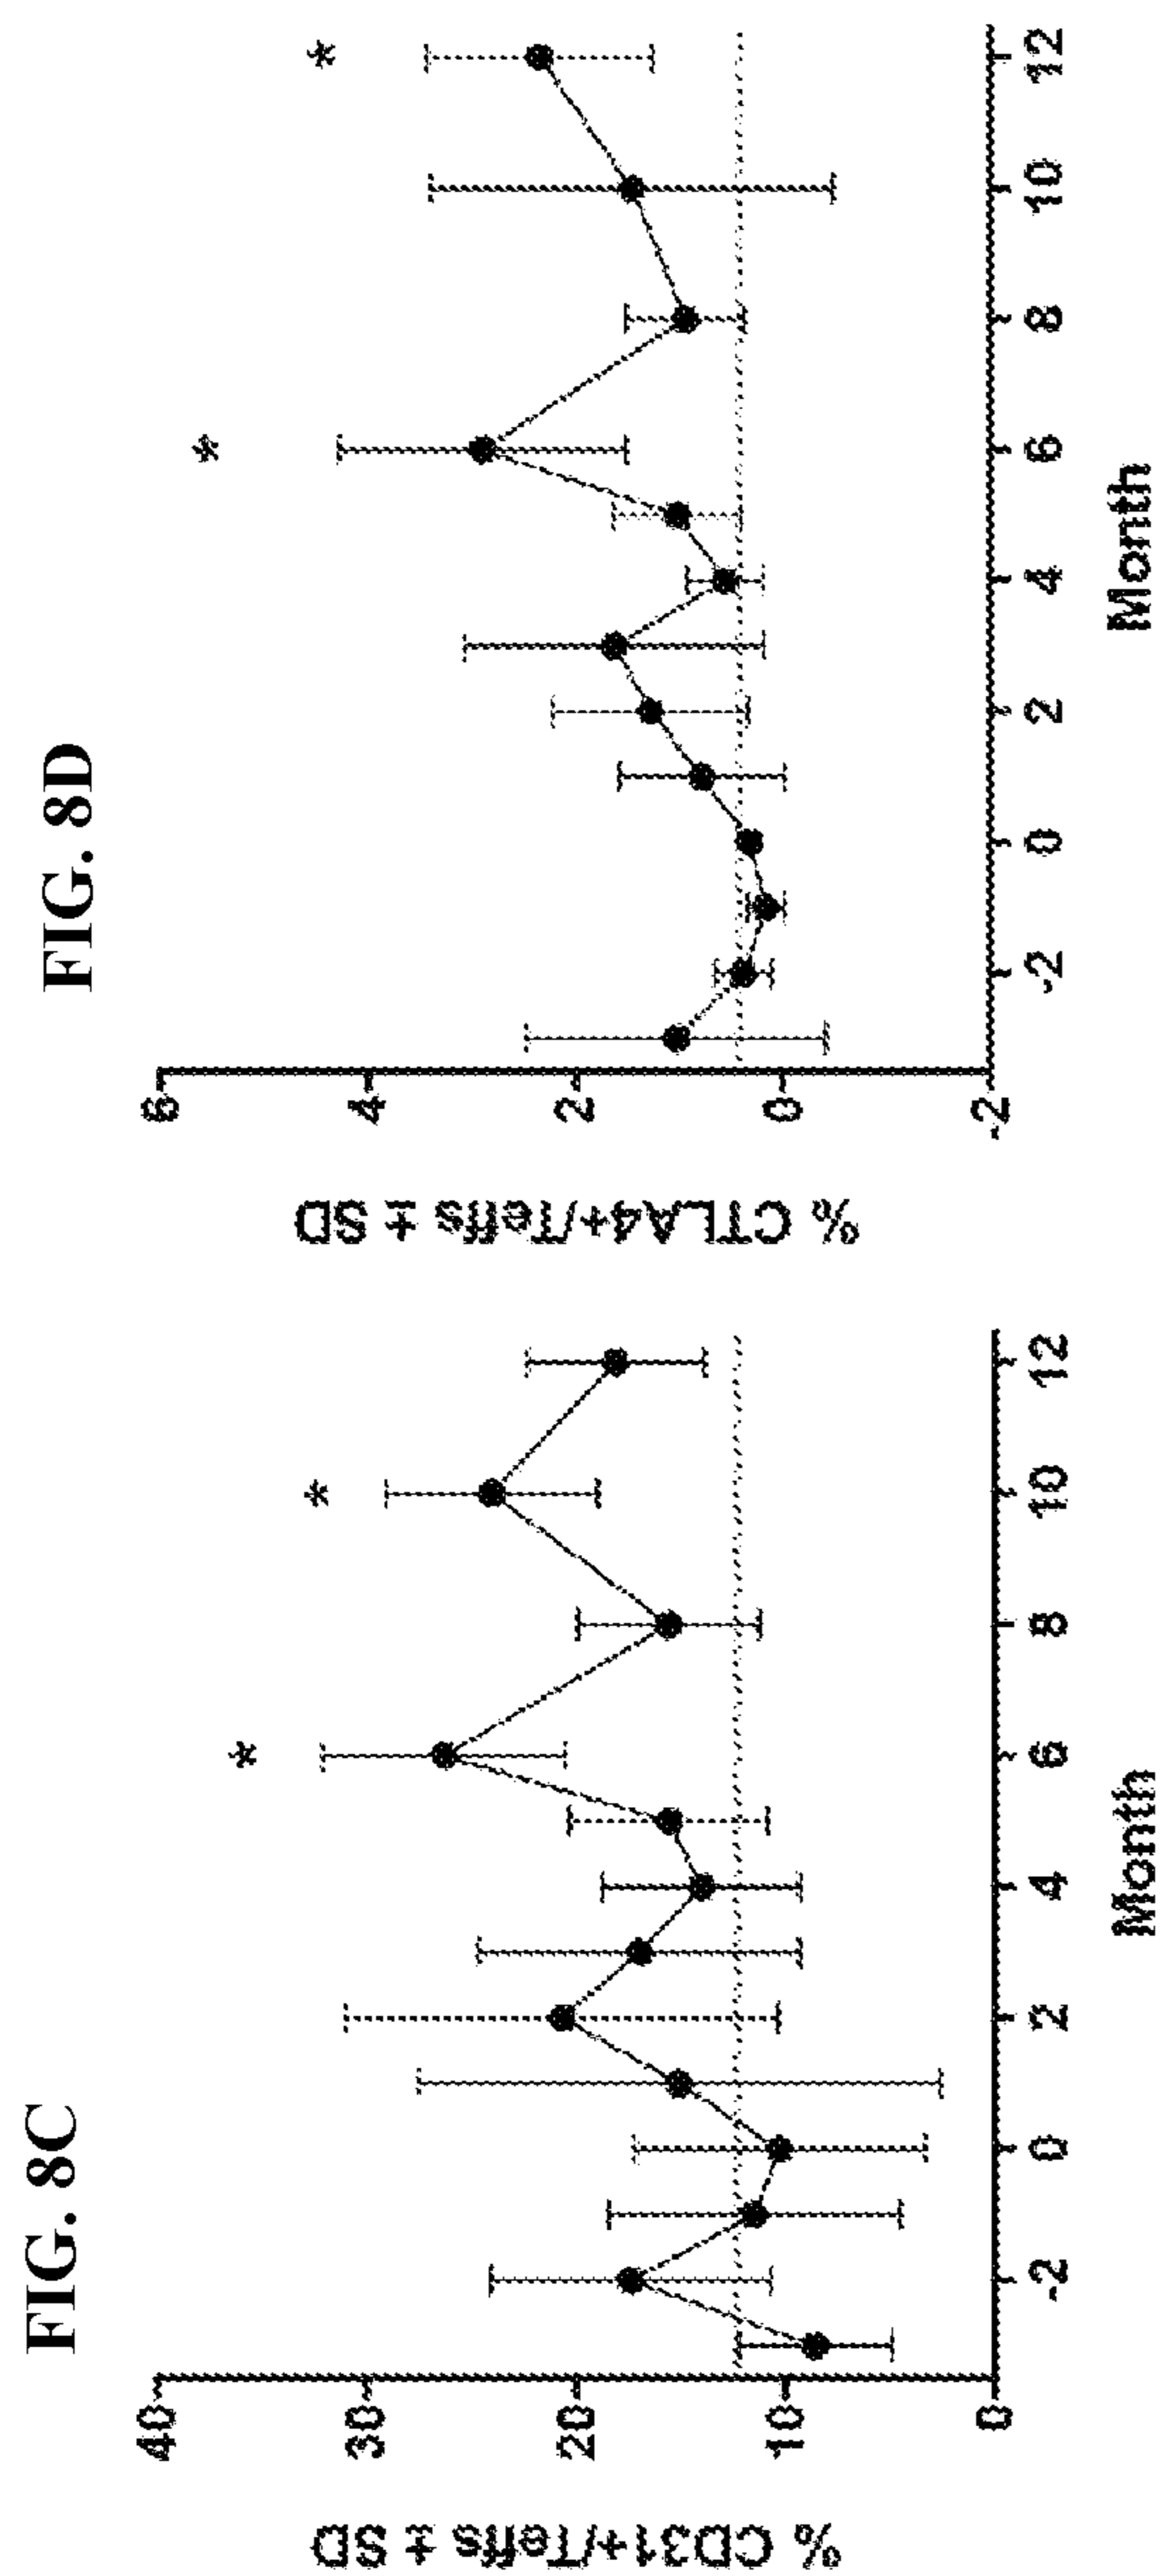 FIG. 8C
% CD31+/Teffs ± SD
40
30
20
10
0
-2 0 2 4 6 8 10 12
Month
* *
FIG. 8D
% CTLA4+/Teffs ± SD
6
4
2
0
-2
-2 0 2 4 6 8 10 12
Month
* *